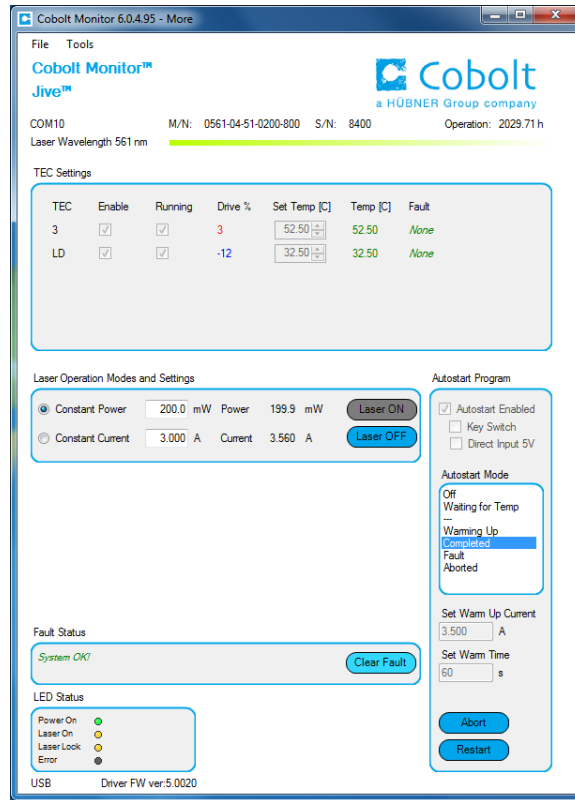 Cobolt Monitor 6.0.4.95 - More
File Tools
Cobolt Monitor™
Jive™
Cobolt
a HÜBNER Group company
COM10 M/N: 0561-04-51-0200-800 S/N: 8400 Operation: 2029.71 h
Laser Wavelength 561 nm
TEC Settings
TEC Enable Running Drive % Set Temp [C] Temp [C] Fault
3 3 52.50 52.50 None
LD -12 32.50 32.50 None
Laser Operation Modes and Settings
Constant Power 200.0 mW Power 199.9 mW Laser ON
Constant Current 3.000 A Current 3.560 A Laser OFF
Autostart Program
Autostart Enabled
Key Switch
Direct Input 5V
Autostart Mode
Off
Waiting for Temp
---
Warming Up
Completed
Fault
Aborted
Set Warm Up Current
3.500 A
Set Warm Time
60 s
Abort
Restart
Fault Status
System OK!
Clear Fault
LED Status
Power On
Laser On
Laser Lock
Error
USB Driver FW ver:5.0020